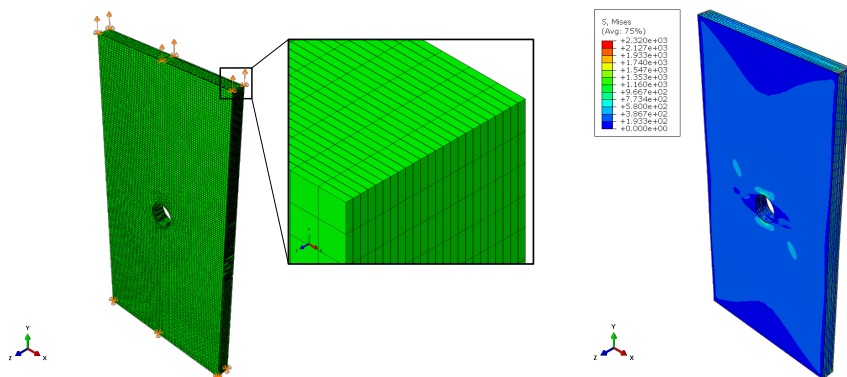 S, Mises
(Avg: 75%)
+2.320e+03
+2.127e+03
+1.933e+03
+1.740e+03
+1.547e+03
+1.353e+03
+1.160e+03
+9.667e+02
+7.734e+02
+5.800e+02
+3.867e+02
+1.933e+02
+0.000e+00
Y
Z X
Y
Z X